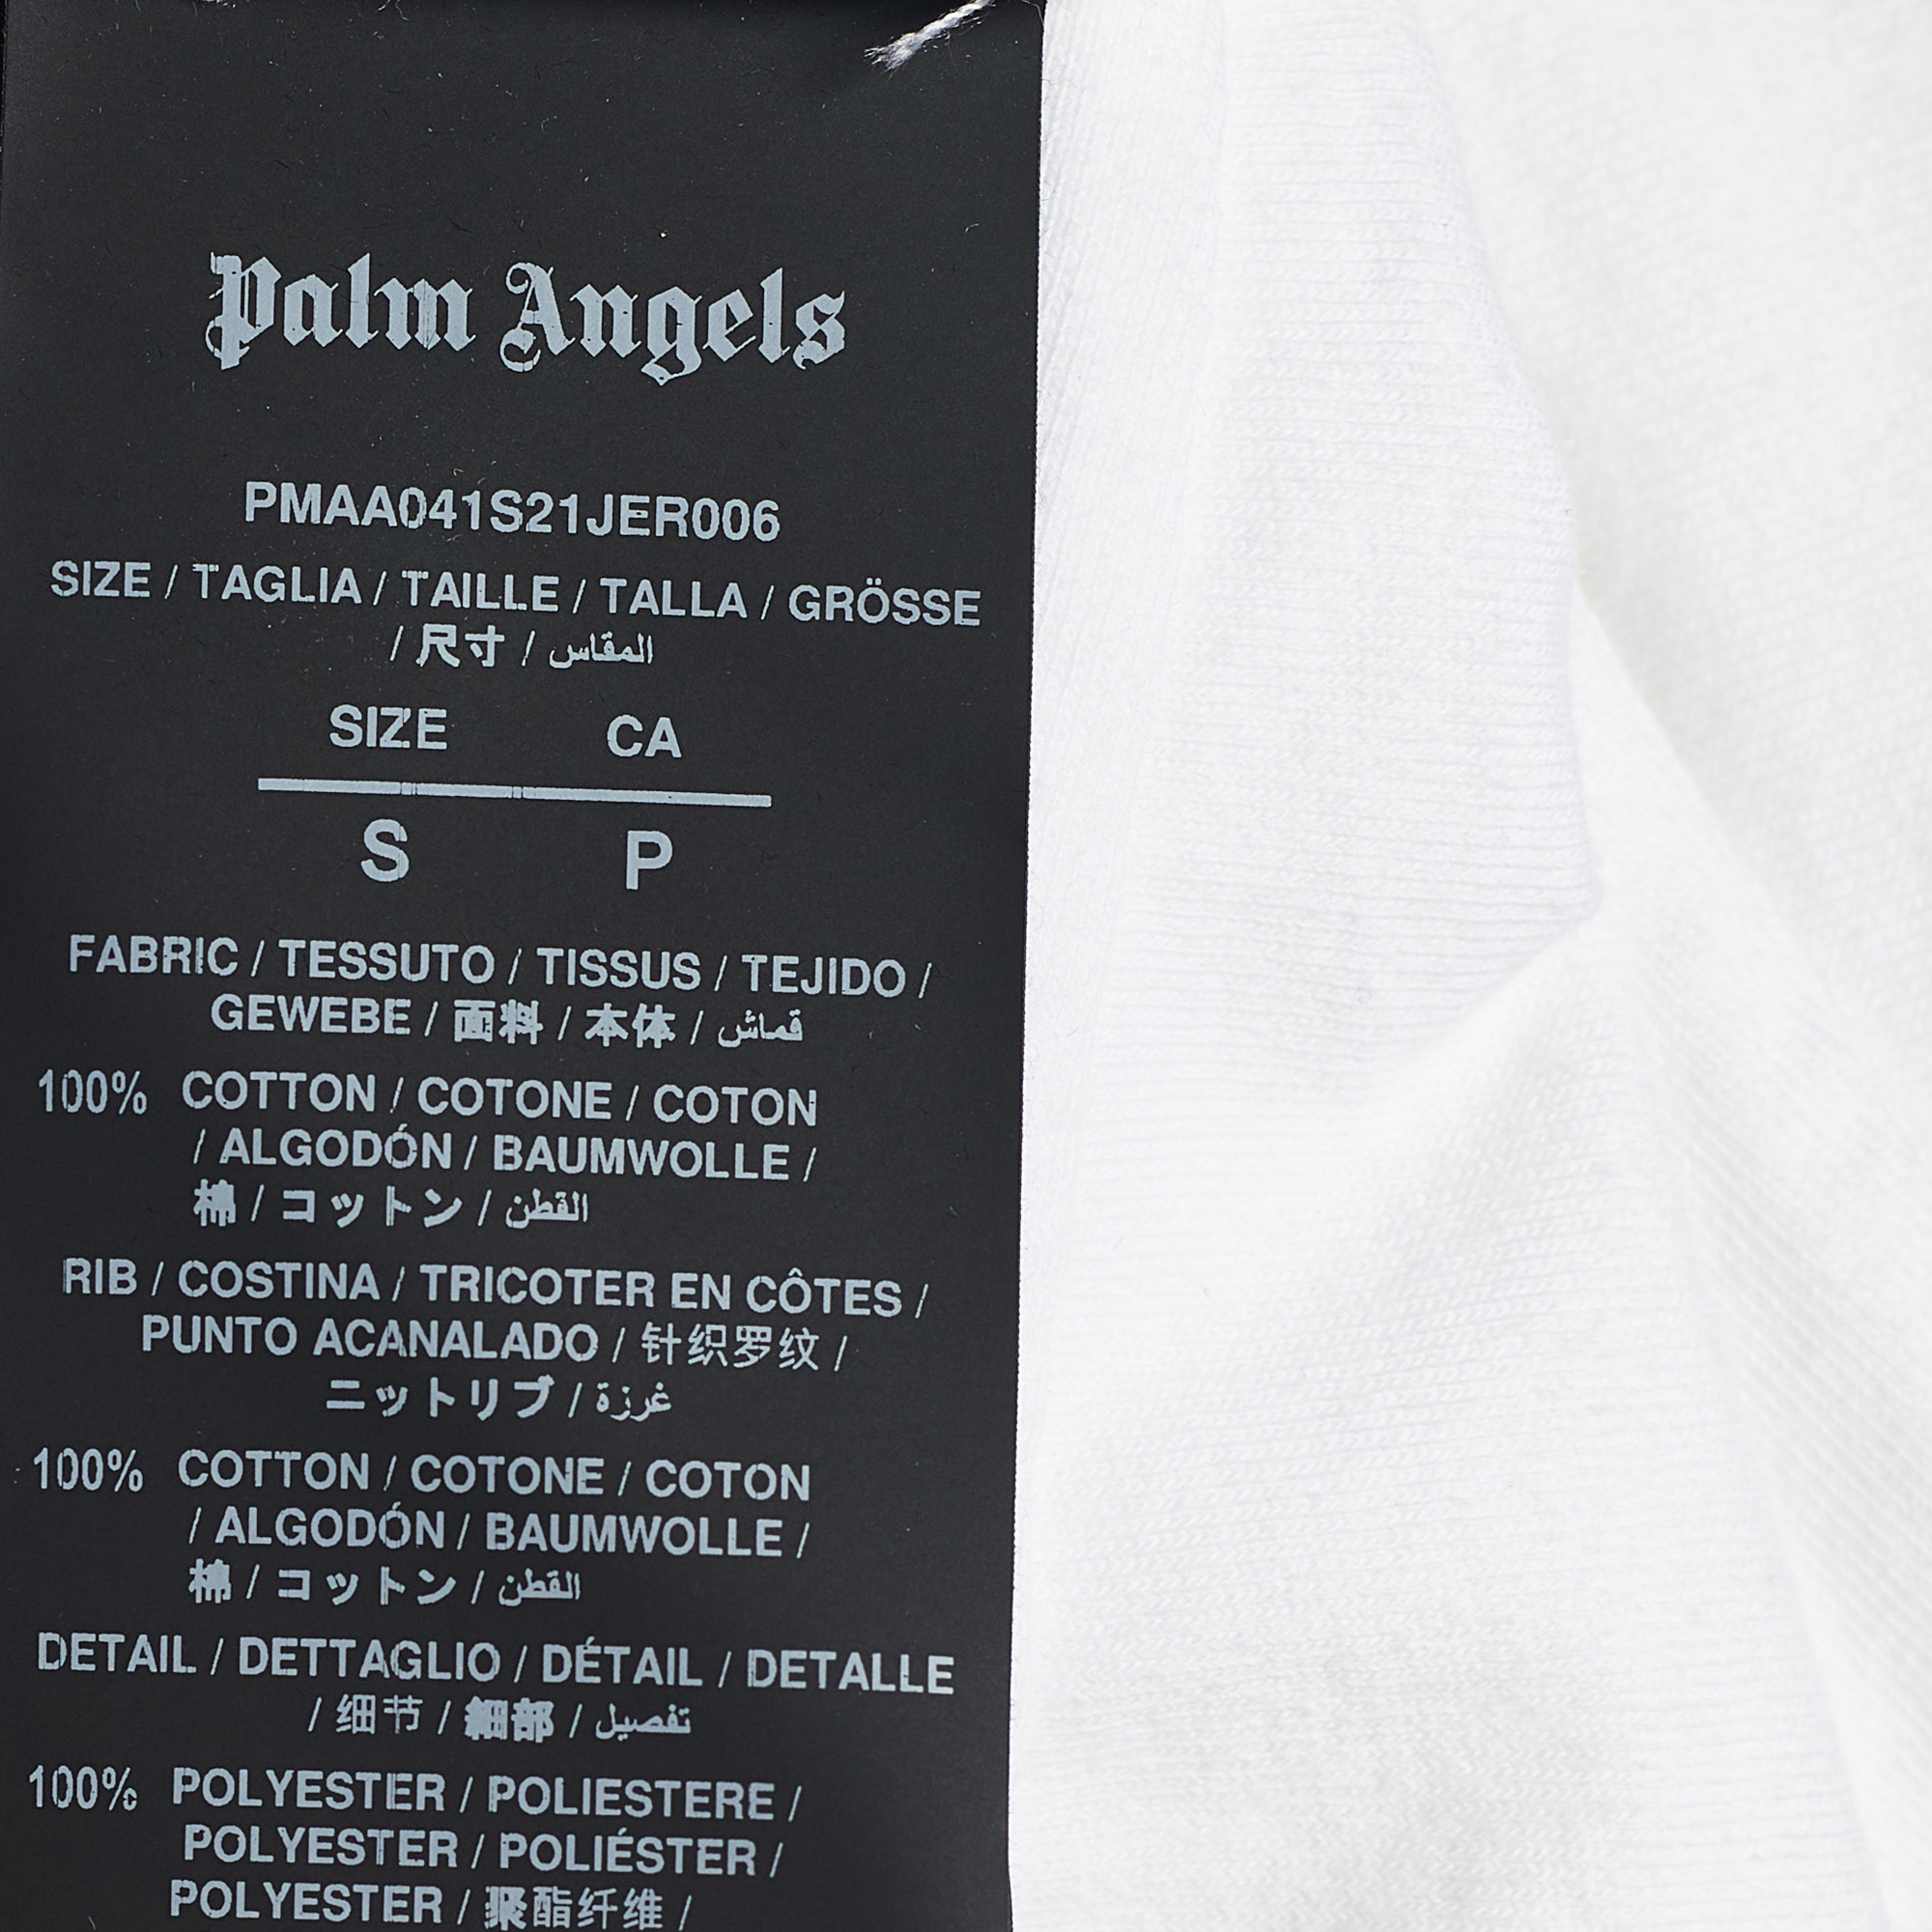 Palm Angels
PMAA041S21JER006
SIZE / TAGLIA / TAILLE / TALLA / GRÖSSE
/ 尺寸 / المقاس
SIZE CA
S P
FABRIC / TESSUTO / TISSUS / TEJIDO /
GEWEBE / 面料 / 本体 / قماش
100% COTTON / COTONE / COTON
/ ALGODÓN / BAUMWOLLE /
棉 / コットン / القطن
RIB / COSTINA / TRICOTER EN CÔTES /
PUNTO ACANALADO / 针织罗纹 /
ニットリブ / غرزة
100% COTTON / COTONE / COTON
/ ALGODÓN / BAUMWOLLE /
棉 / コットン / القطن
DETAIL / DETTAGLIO / DÉTAIL / DETALLE
/ 细节 / 細部 / تفصيل
100% POLYESTER / POLIESTERE /
POLYESTER / POLIÉSTER /
POLYESTER / 聚酯纤维 /